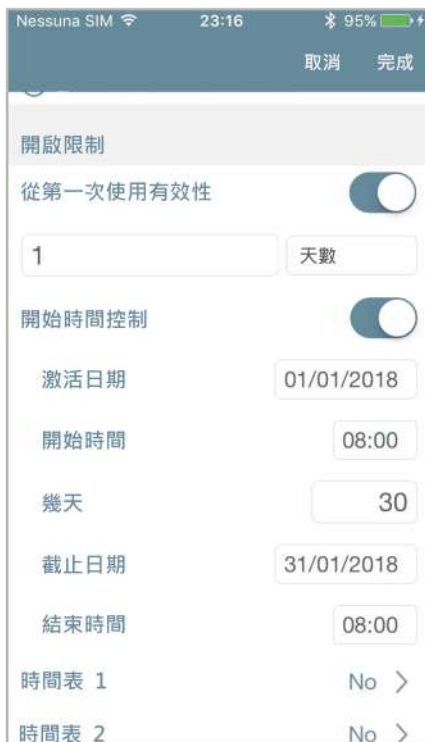 Nessuna SIM 23:16 95%
取消 完成
開啟限制
從第一次使用有效性
1 天數
開始時間控制
激活日期 01/01/2018
開始時間 08:00
幾天 30
截止日期 31/01/2018
結束時間 08:00
時間表 1 No
時間表 2 No